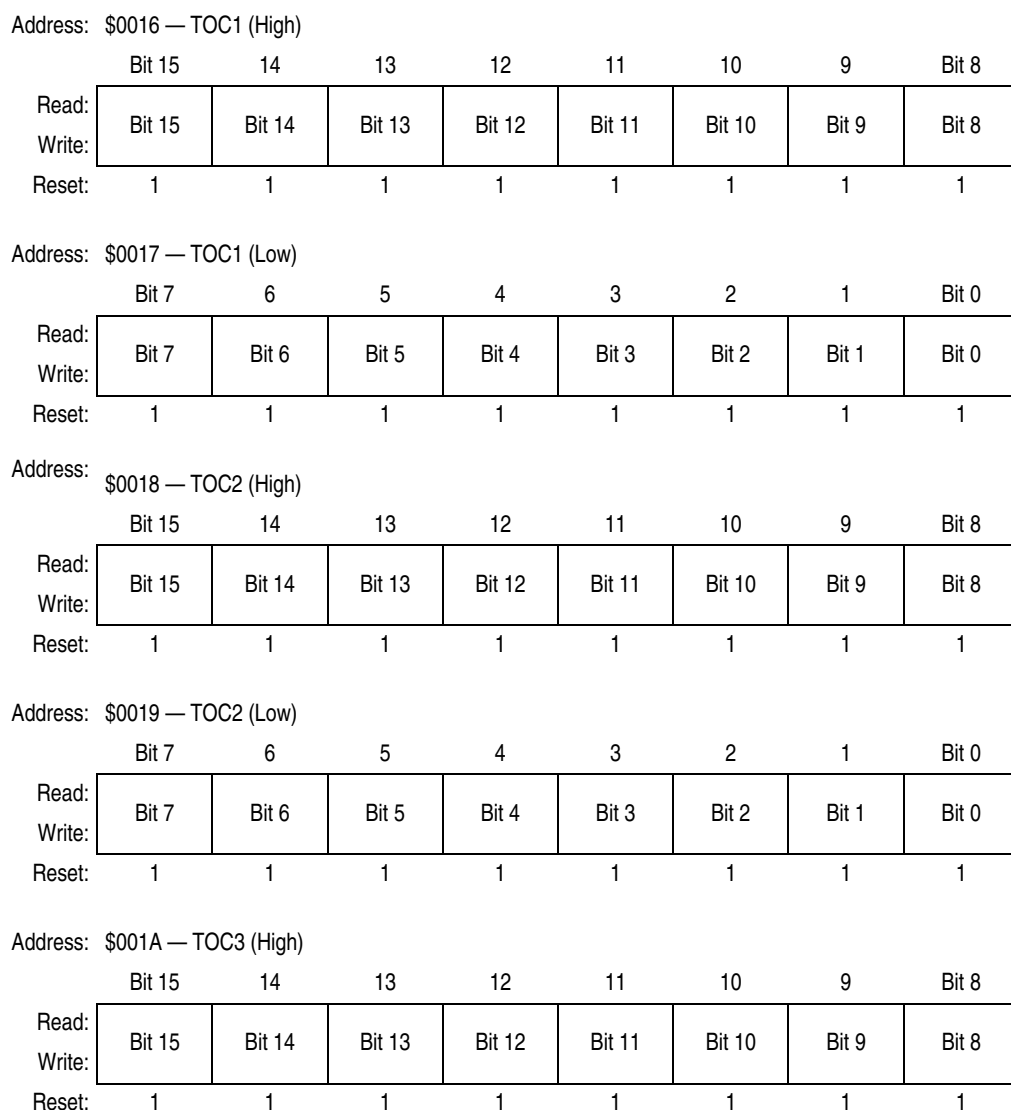 Address: $0016 — TOC1 (High)
Bit 15 14 13 12 11 10 9 Bit 8
Read:
Bit 15 Bit 14 Bit 13 Bit 12 Bit 11 Bit 10 Bit 9 Bit 8
Write:
Reset: 1 1 1 1 1 1 1 1
Address: $0017 — TOC1 (Low)
Bit 7 6 5 4 3 2 1 Bit 0
Read:
Bit 7 Bit 6 Bit 5 Bit 4 Bit 3 Bit 2 Bit 1 Bit 0
Write:
Reset: 1 1 1 1 1 1 1 1
Address:
$0018 — TOC2 (High)
Bit 15 14 13 12 11 10 9 Bit 8
Read:
Bit 15 Bit 14 Bit 13 Bit 12 Bit 11 Bit 10 Bit 9 Bit 8
Write:
Reset: 1 1 1 1 1 1 1 1
Address: $0019 — TOC2 (Low)
Bit 7 6 5 4 3 2 1 Bit 0
Read:
Bit 7 Bit 6 Bit 5 Bit 4 Bit 3 Bit 2 Bit 1 Bit 0
Write:
Reset: 1 1 1 1 1 1 1 1
Address: $001A — TOC3 (High)
Bit 15 14 13 12 11 10 9 Bit 8
Read:
Bit 15 Bit 14 Bit 13 Bit 12 Bit 11 Bit 10 Bit 9 Bit 8
Write:
Reset: 1 1 1 1 1 1 1 1